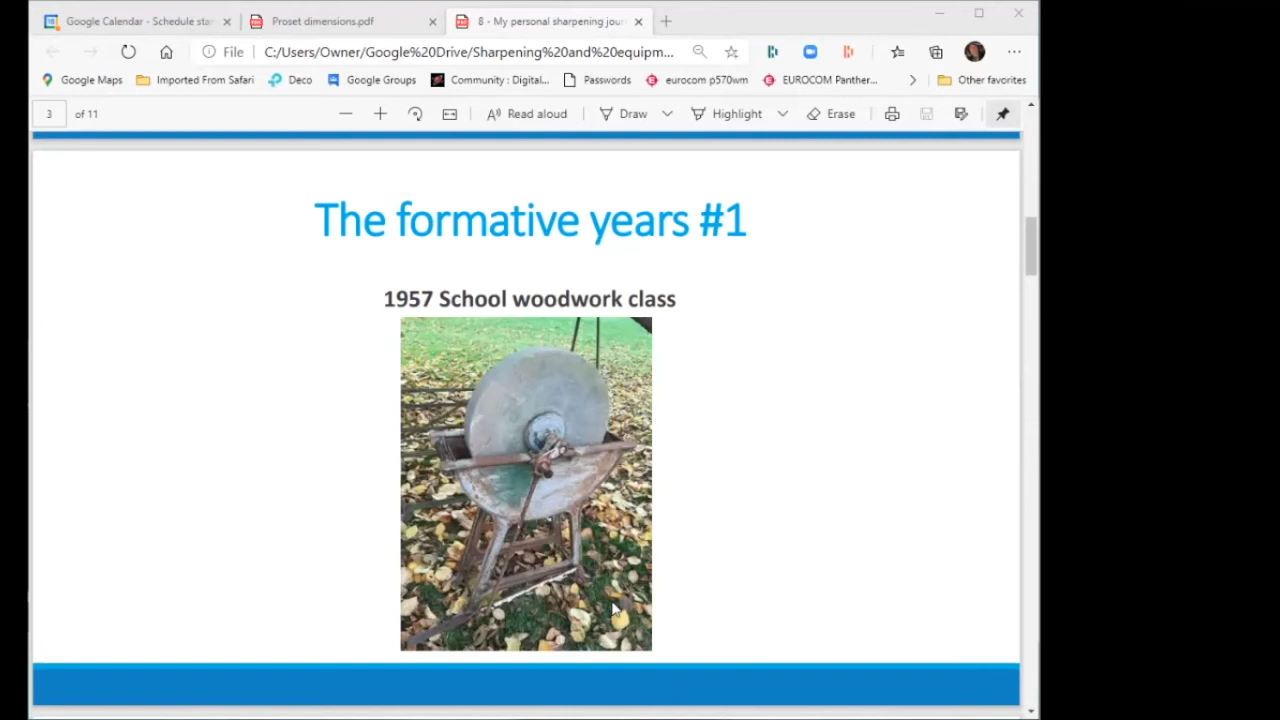 Google Calendar - Schedule star
Proset dimensions.pdf
8 - My personal sharpening jour
File
C:/Users/Owner/Google%20Drive/Sharpening%20and%20equipm...
Google Maps
Imported From Safari
Deco
Google Groups
Community : Digital...
Passwords
eurocom p570wm
EUROCOM Panther...
Other favorites
3 of 11
Read aloud
Draw
Highlight
Erase
The formative years #1
1957 School woodwork class